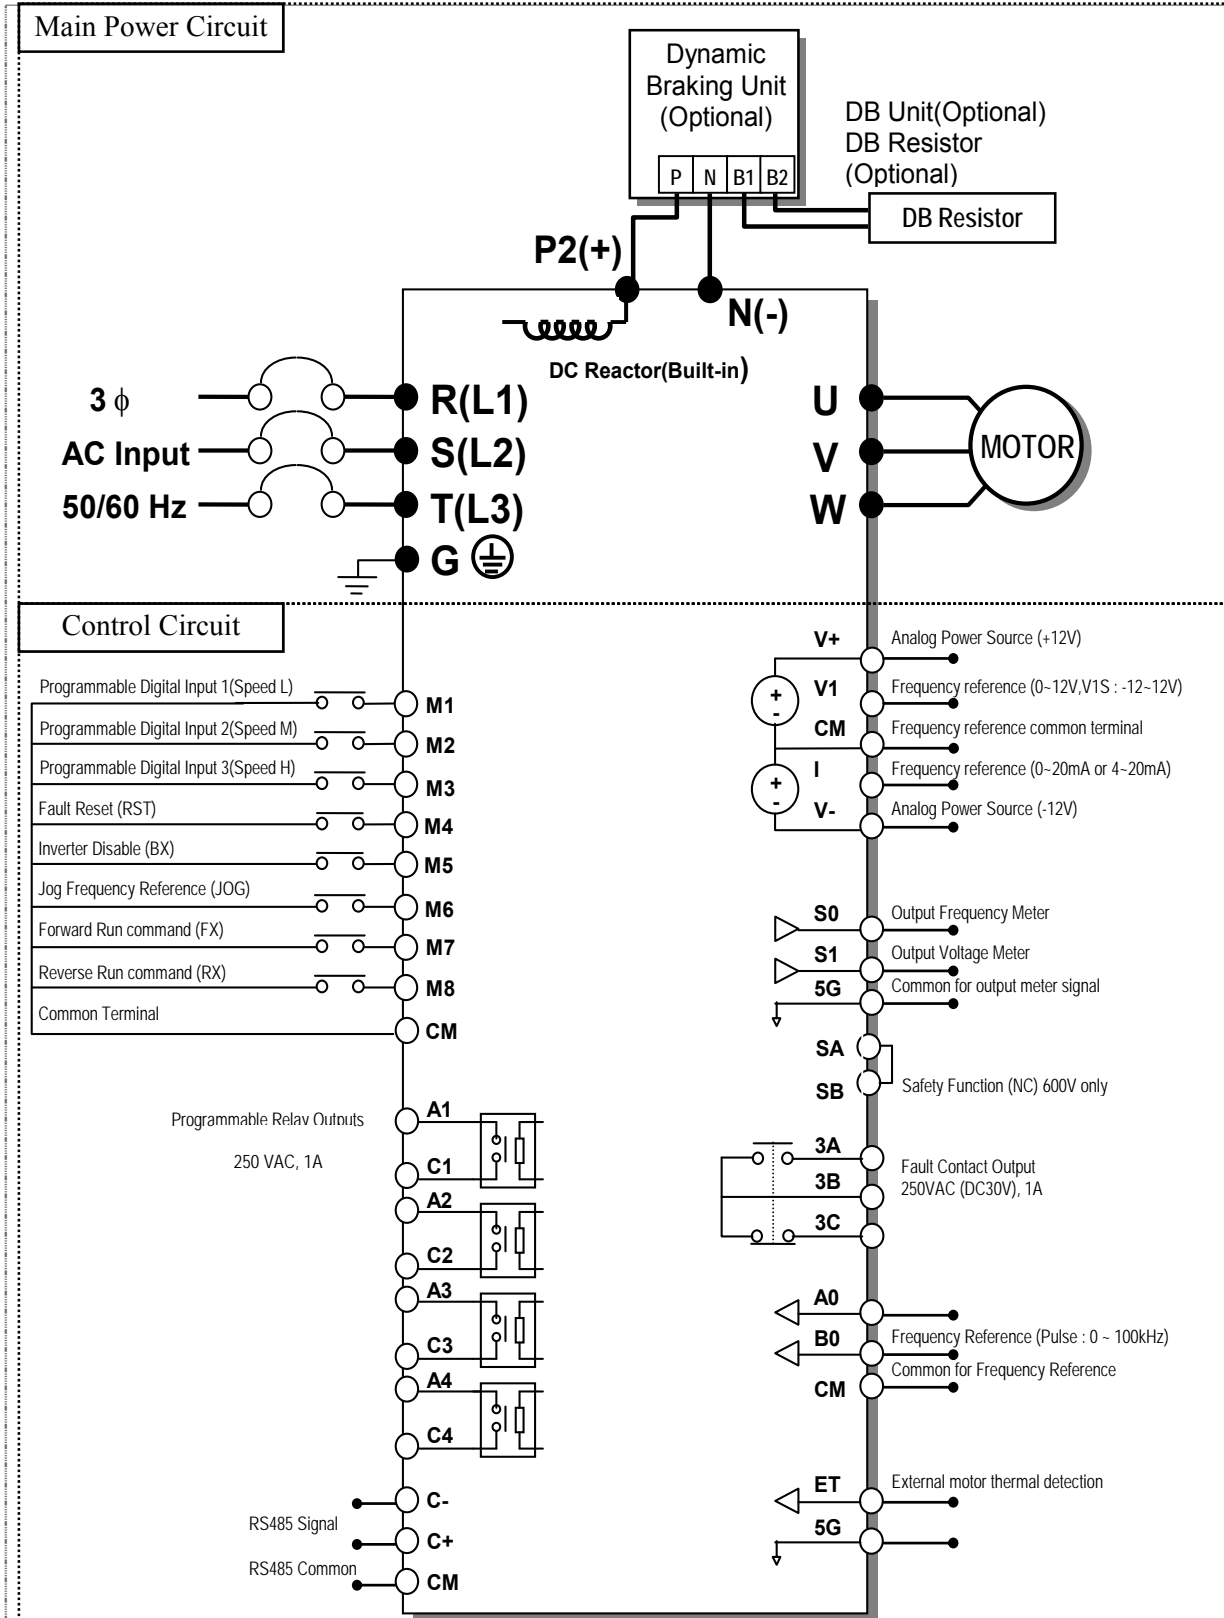 Main Power Circuit
Dynamic
Braking Unit
(Optional)
P N B1 B2
DB Unit(Optional)
DB Resistor
(Optional)
DB Resistor
P2(+)
N(-)
DC Reactor(Built-in)
3 ϕ
AC Input
50/60 Hz
R(L1)
S(L2)
T(L3)
G
U
V
W
MOTOR
Control Circuit
Programmable Digital Input 1(Speed L)
M1
Programmable Digital Input 2(Speed M)
M2
Programmable Digital Input 3(Speed H)
M3
Fault Reset (RST)
M4
Inverter Disable (BX)
M5
Jog Frequency Reference (JOG)
M6
Forward Run command (FX)
M7
Reverse Run command (RX)
M8
Common Terminal
CM
Programmable Relay Outputs
250 VAC, 1A
A1
C1
A2
C2
A3
C3
A4
C4
C-
RS485 Signal
C+
RS485 Common
CM
V+ Analog Power Source (+12V)
+
-
V1 Frequency reference (0~12V,V1S : -12~12V)
CM Frequency reference common terminal
+
-
I Frequency reference (0~20mA or 4~20mA)
V- Analog Power Source (-12V)
S0 Output Frequency Meter
S1 Output Voltage Meter
5G Common for output meter signal
SA
SB Safety Function (NC) 600V only
3A
3B
3C
Fault Contact Output
250VAC (DC30V), 1A
A0
B0 Frequency Reference (Pulse : 0 ~ 100kHz)
CM Common for Frequency Reference
ET External motor thermal detection
5G